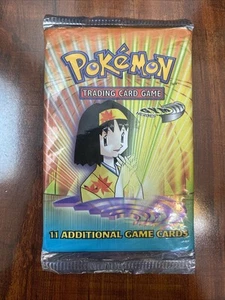 POKéMON
TRADING CARD GAME
11 ADDITIONAL GAME CARDS